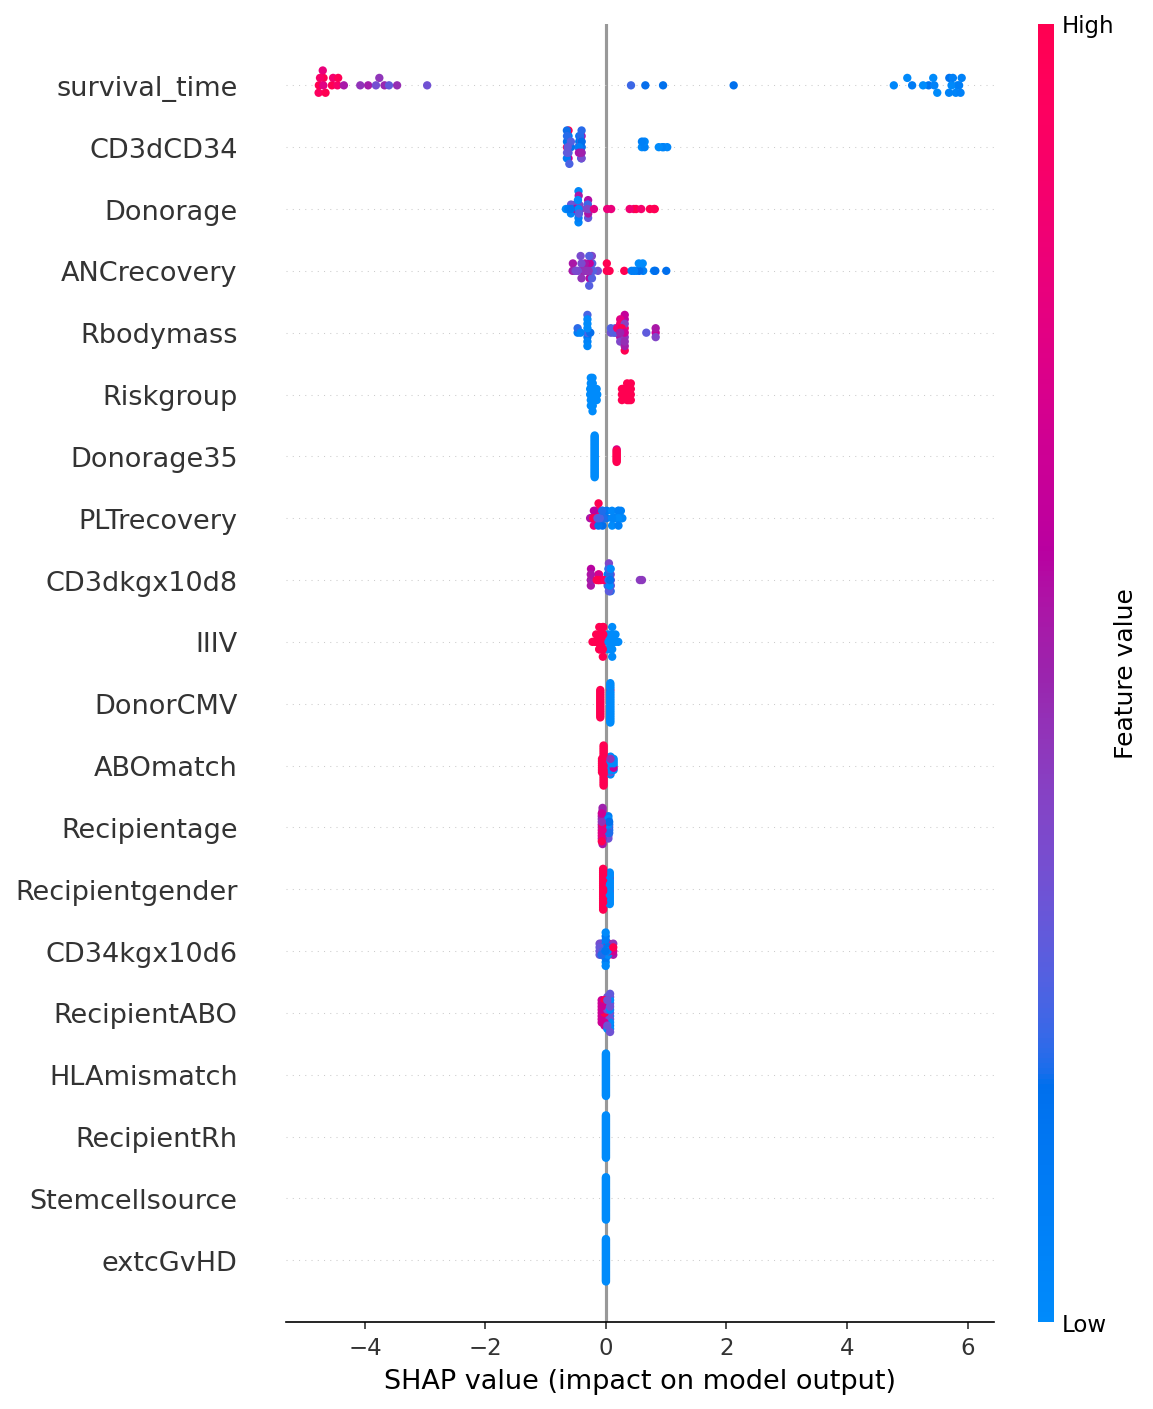 High
survival_time
CD3dCD34
Donorage
ANCrecovery
Rbodymass
Riskgroup
Donorage35
PLTrecovery
CD3dkgx10d8
IIIV
DonorCMV
ABOmatch
Recipientage
Recipientgender
CD34kgx10d6
RecipientABO
HLAmismatch
RecipientRh
Stemcellsource
extcGvHD
Feature value
Low
−4 −2 0 2 4 6
SHAP value (impact on model output)